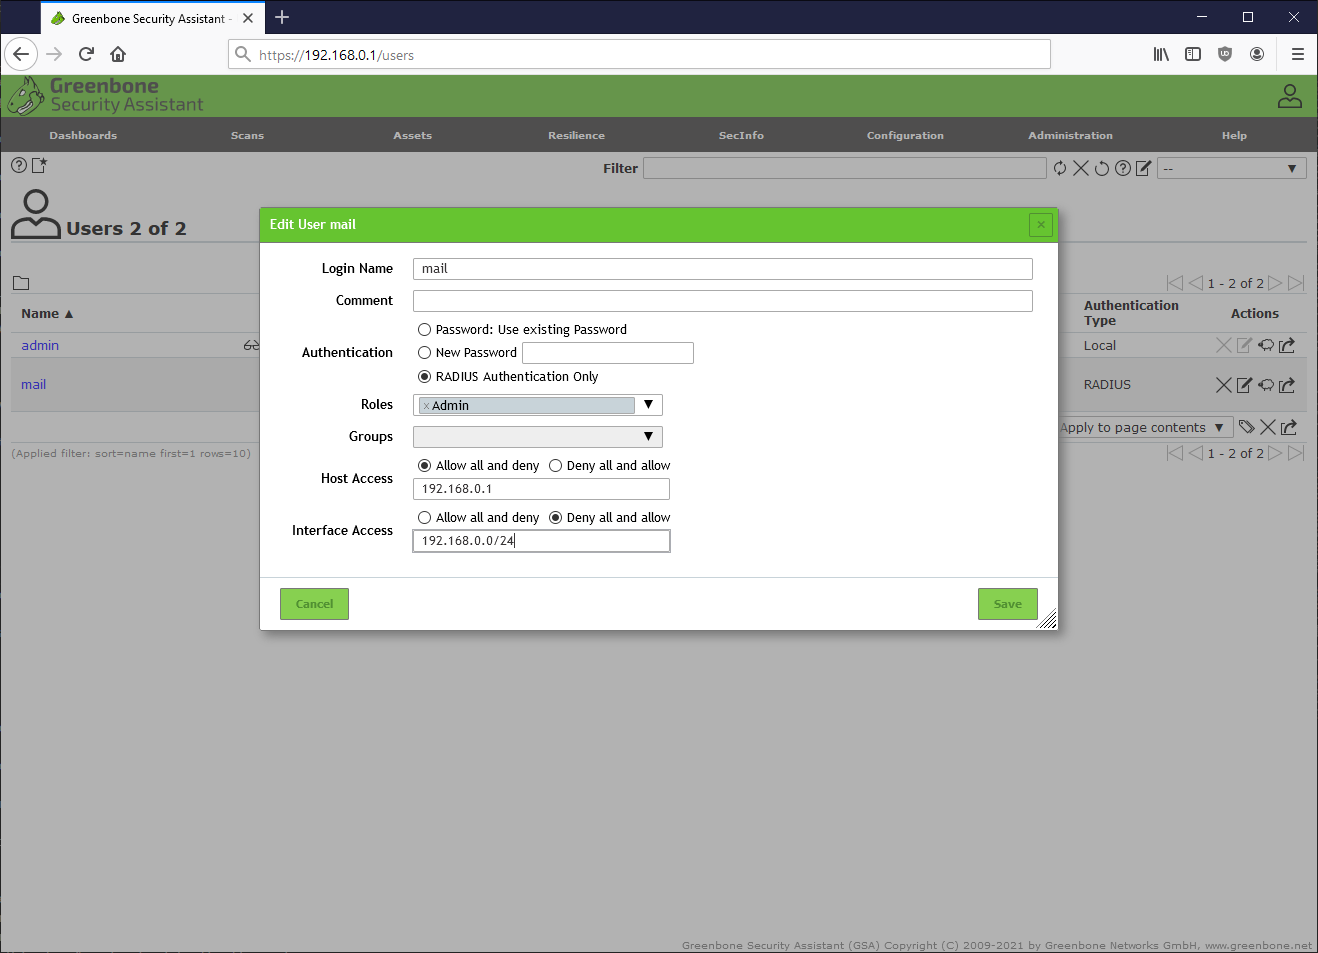 Greenbone Security Assistant -
https://192.168.0.1/users
Greenbone
Security Assistant
Dashboards Scans Assets Resilience SecInfo Configuration Administration Help
Filter --
Users 2 of 2
Edit User mail
Login Name mail
Comment
Password: Use existing Password
Authentication New Password
RADIUS Authentication Only
Roles × Admin
Groups
Host Access Allow all and deny Deny all and allow
192.168.0.1
Interface Access Allow all and deny Deny all and allow
192.168.0.0/24
Cancel Save
1 - 2 of 2
Name ▲ Authentication Type Actions
admin Local
mail RADIUS
Apply to page contents
(Applied filter: sort=name first=1 rows=10) 1 - 2 of 2
Greenbone Security Assistant (GSA) Copyright (C) 2009-2021 by Greenbone Networks GmbH, www.greenbone.net